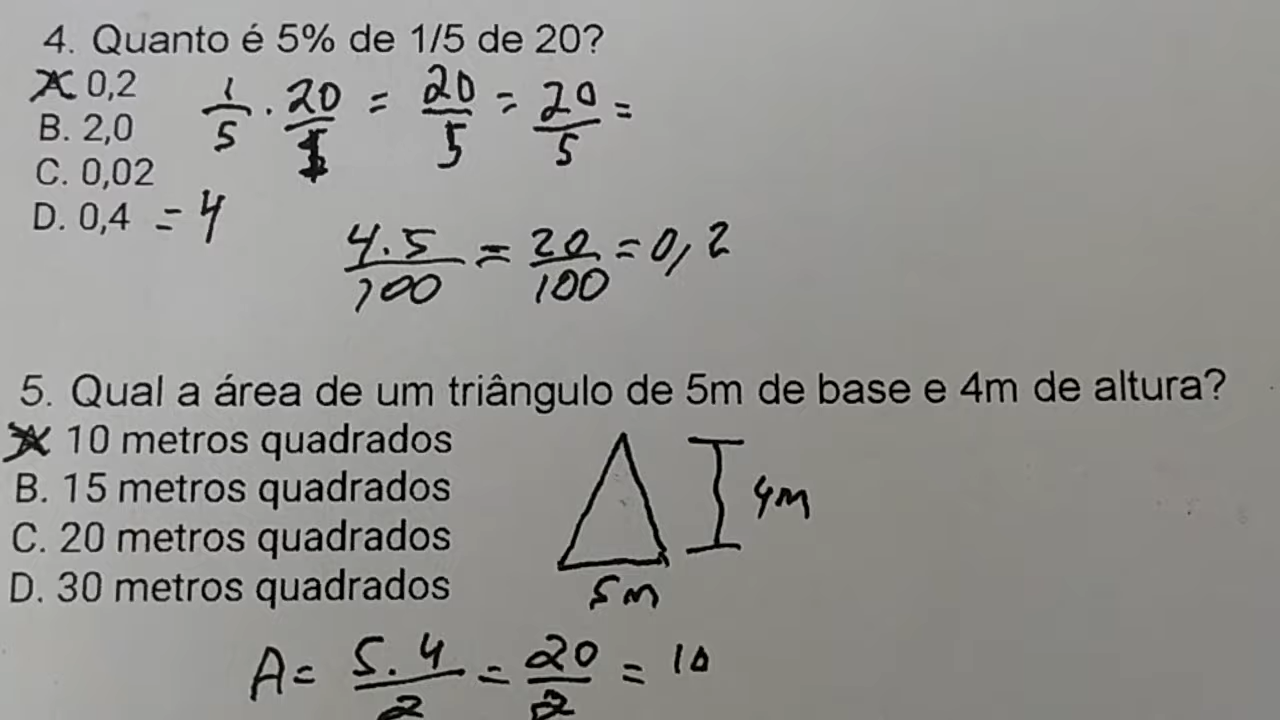 4. Quanto é 5% de 1/5 de 20?
A 0,2
1/5 . 20/1 = 20/5 = 20/5 =
B. 2,0
C. 0,02
D. 0,4
= 4
4.5/100 = 20/100 = 0,2
5. Qual a área de um triângulo de 5m de base e 4m de altura?
A 10 metros quadrados
B. 15 metros quadrados
C. 20 metros quadrados
D. 30 metros quadrados
4m
5m
A = 5.4/2 = 20/2 = 10